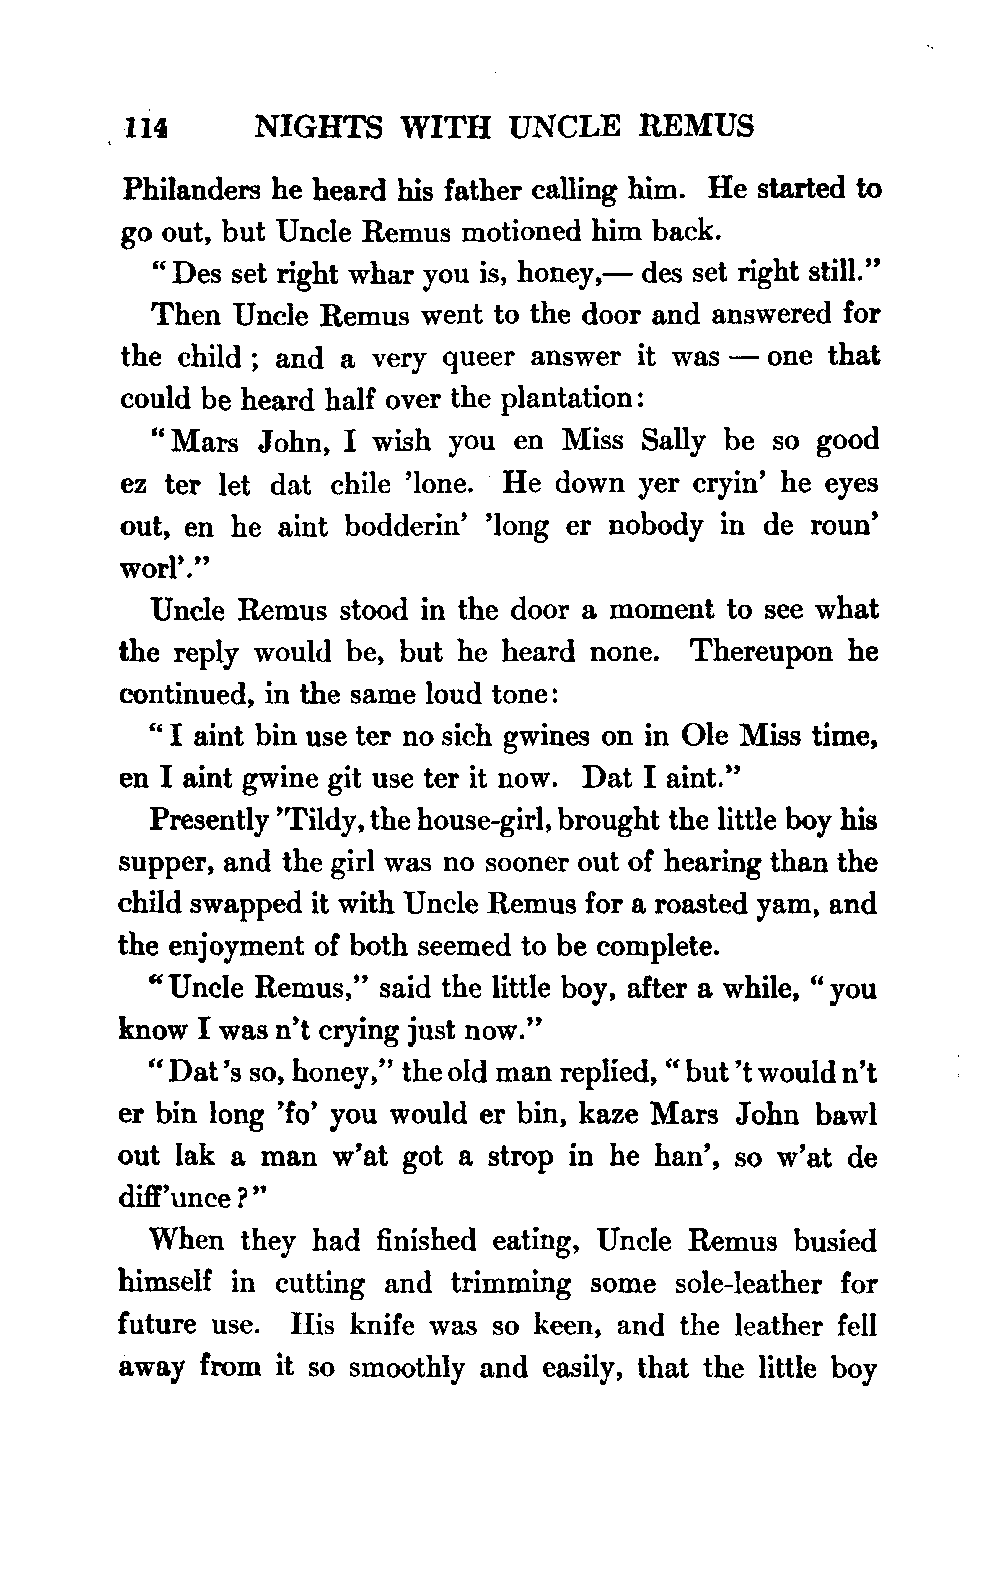 114 NIGHTS WITH UNCLE REMUS
Philanders he heard his father calling him. He started to
go out, but Uncle Remus motioned him back.
"Des set right whar you is, honey,— des set right still."
Then Uncle Remus went to the door and answered for
the child ; and a very queer answer it was — one that
could be heard half over the plantation:
"Mars John, I wish you en Miss Sally be so good
ez ter let dat chile 'lone. He down yer cryin' he eyes
out, en he aint bodderin' 'long er nobody in de roun'
worl'."
Uncle Remus stood in the door a moment to see what
the reply would be, but he heard none. Thereupon he
continued, in the same loud tone:
"I aint bin use ter no sich gwines on in Ole Miss time,
en I aint gwine git use ter it now. Dat I aint."
Presently 'Tildy, the house-girl, brought the little boy his
supper, and the girl was no sooner out of hearing than the
child swapped it with Uncle Remus for a roasted yam, and
the enjoyment of both seemed to be complete.
"Uncle Remus," said the little boy, after a while, "you
know I was n't crying just now."
"Dat 's so, honey," the old man replied, "but 't would n't
er bin long 'fo' you would er bin, kaze Mars John bawl
out lak a man w'at got a strop in he han', so w'at de
diff'unce ?"
When they had finished eating, Uncle Remus busied
himself in cutting and trimming some sole-leather for
future use. His knife was so keen, and the leather fell
away from it so smoothly and easily, that the little boy